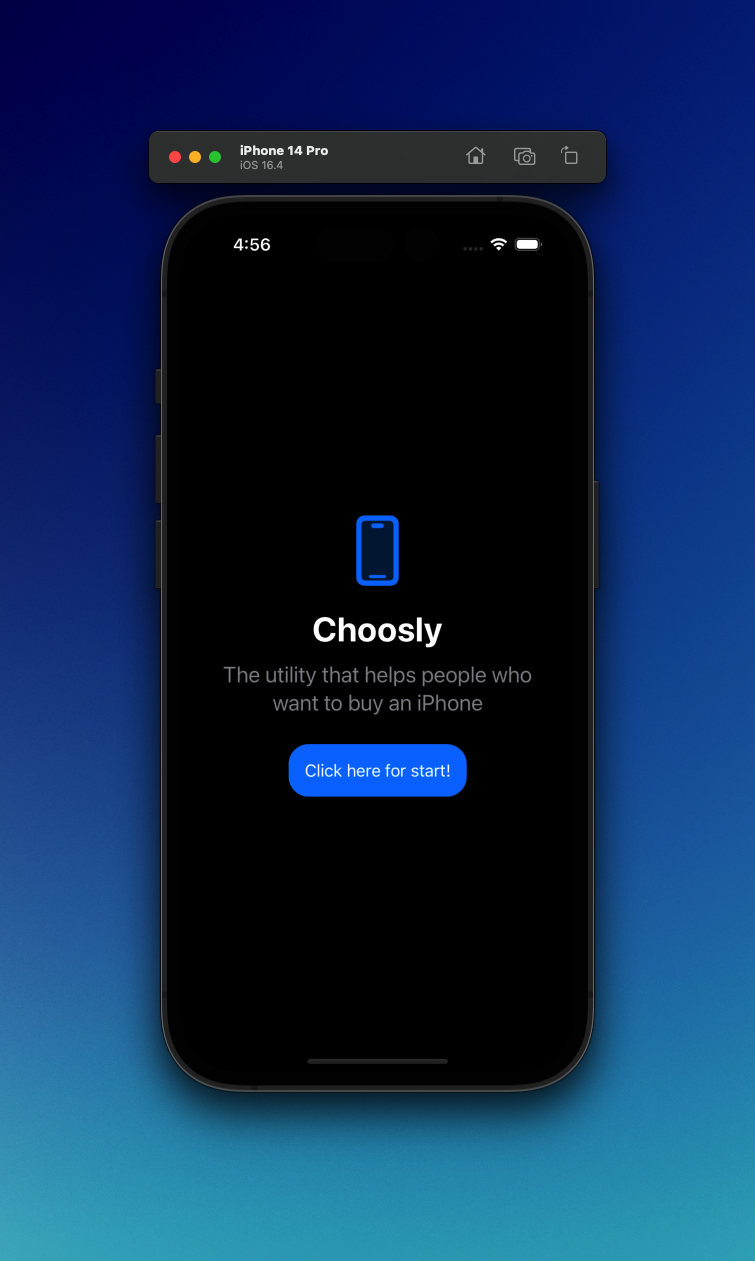 iPhone 14 Pro
iOS 16.4
4:56
Choosly
The utility that helps people who
want to buy an iPhone
Click here for start!